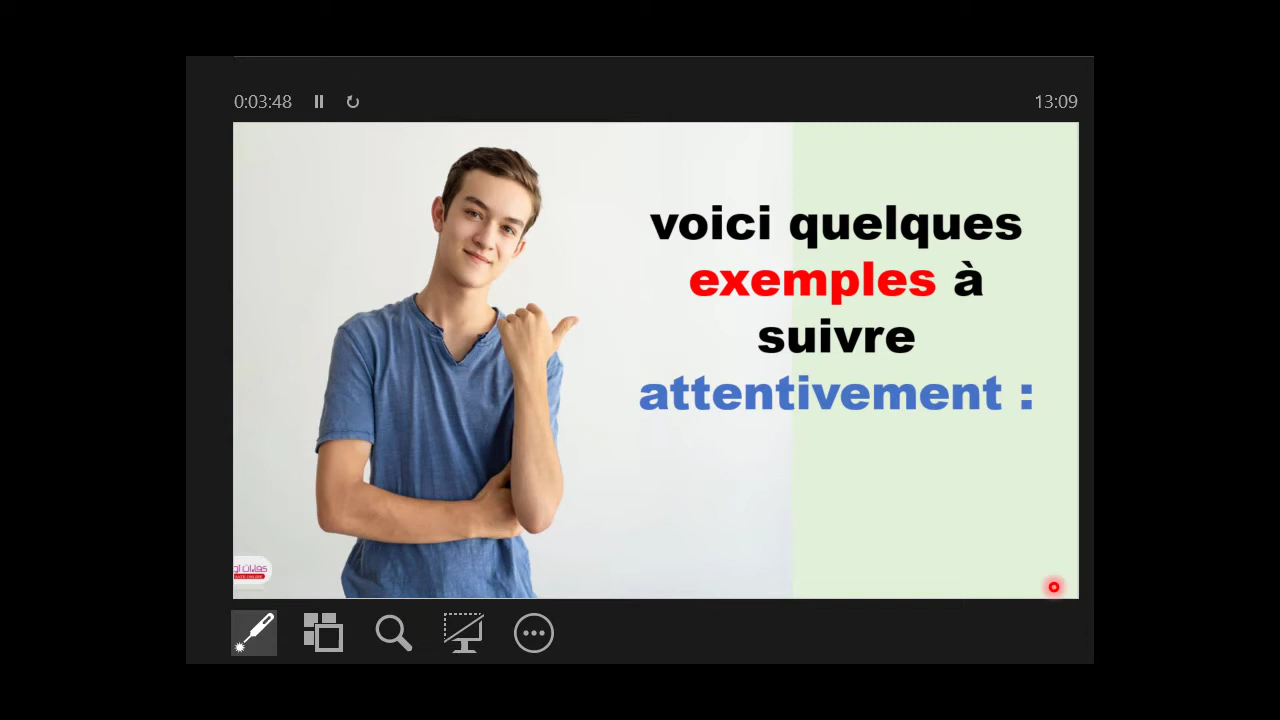 0:03:48
13:09
voici quelques
exemples à
suivre
attentivement :